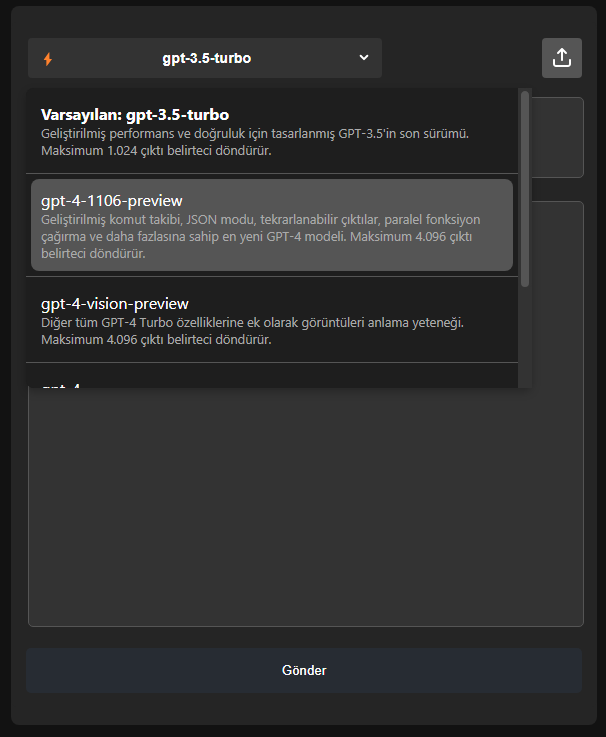 gpt-3.5-turbo
Varsayılan: gpt-3.5-turbo
Geliştirilmiş performans ve doğruluk için tasarlanmış GPT-3.5'in son sürümü.
Maksimum 1.024 çıktı belirteci döndürür.
gpt-4-1106-preview
Geliştirilmiş komut takibi, JSON modu, tekrarlanabilir çıktılar, paralel fonksiyon
çağırma ve daha fazlasına sahip en yeni GPT-4 modeli. Maksimum 4.096 çıktı
belirteci döndürür.
gpt-4-vision-preview
Diğer tüm GPT-4 Turbo özelliklerine ek olarak görüntüleri anlama yeteneği.
Maksimum 4.096 çıktı belirteci döndürür.
gpt-4
Gönder